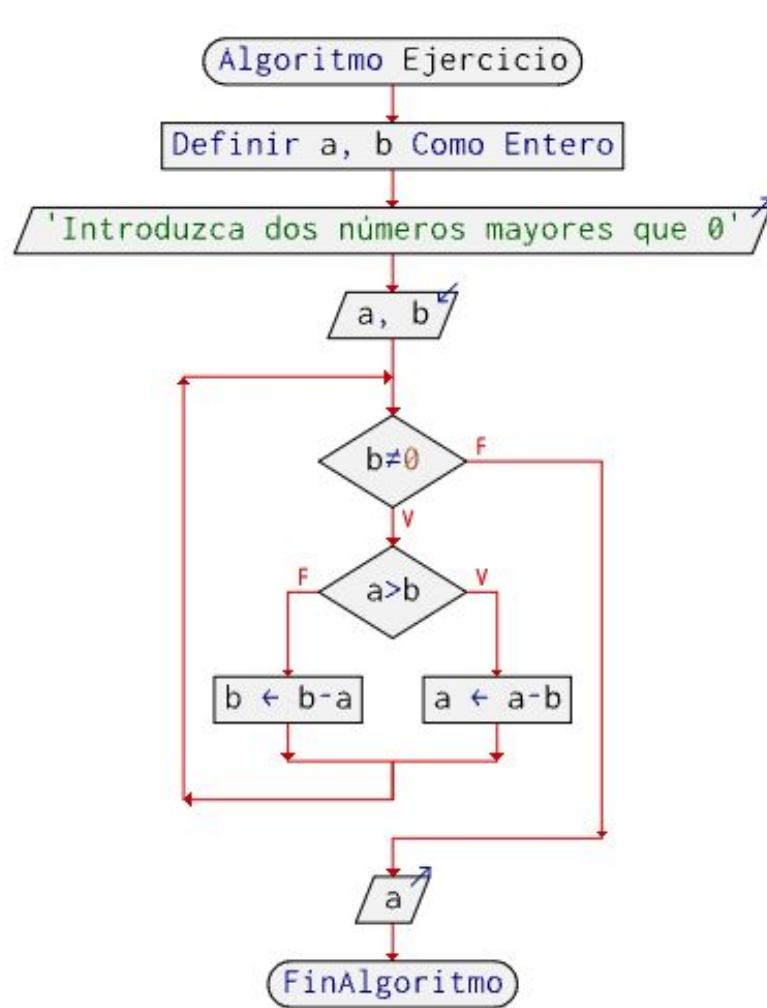 Algoritmo Ejercicio
Definir a, b Como Entero
'Introduzca dos números mayores que 0'
a, b
b≠0
F
V
a>b
F
V
b ← b-a
a ← a-b
a
FinAlgoritmo